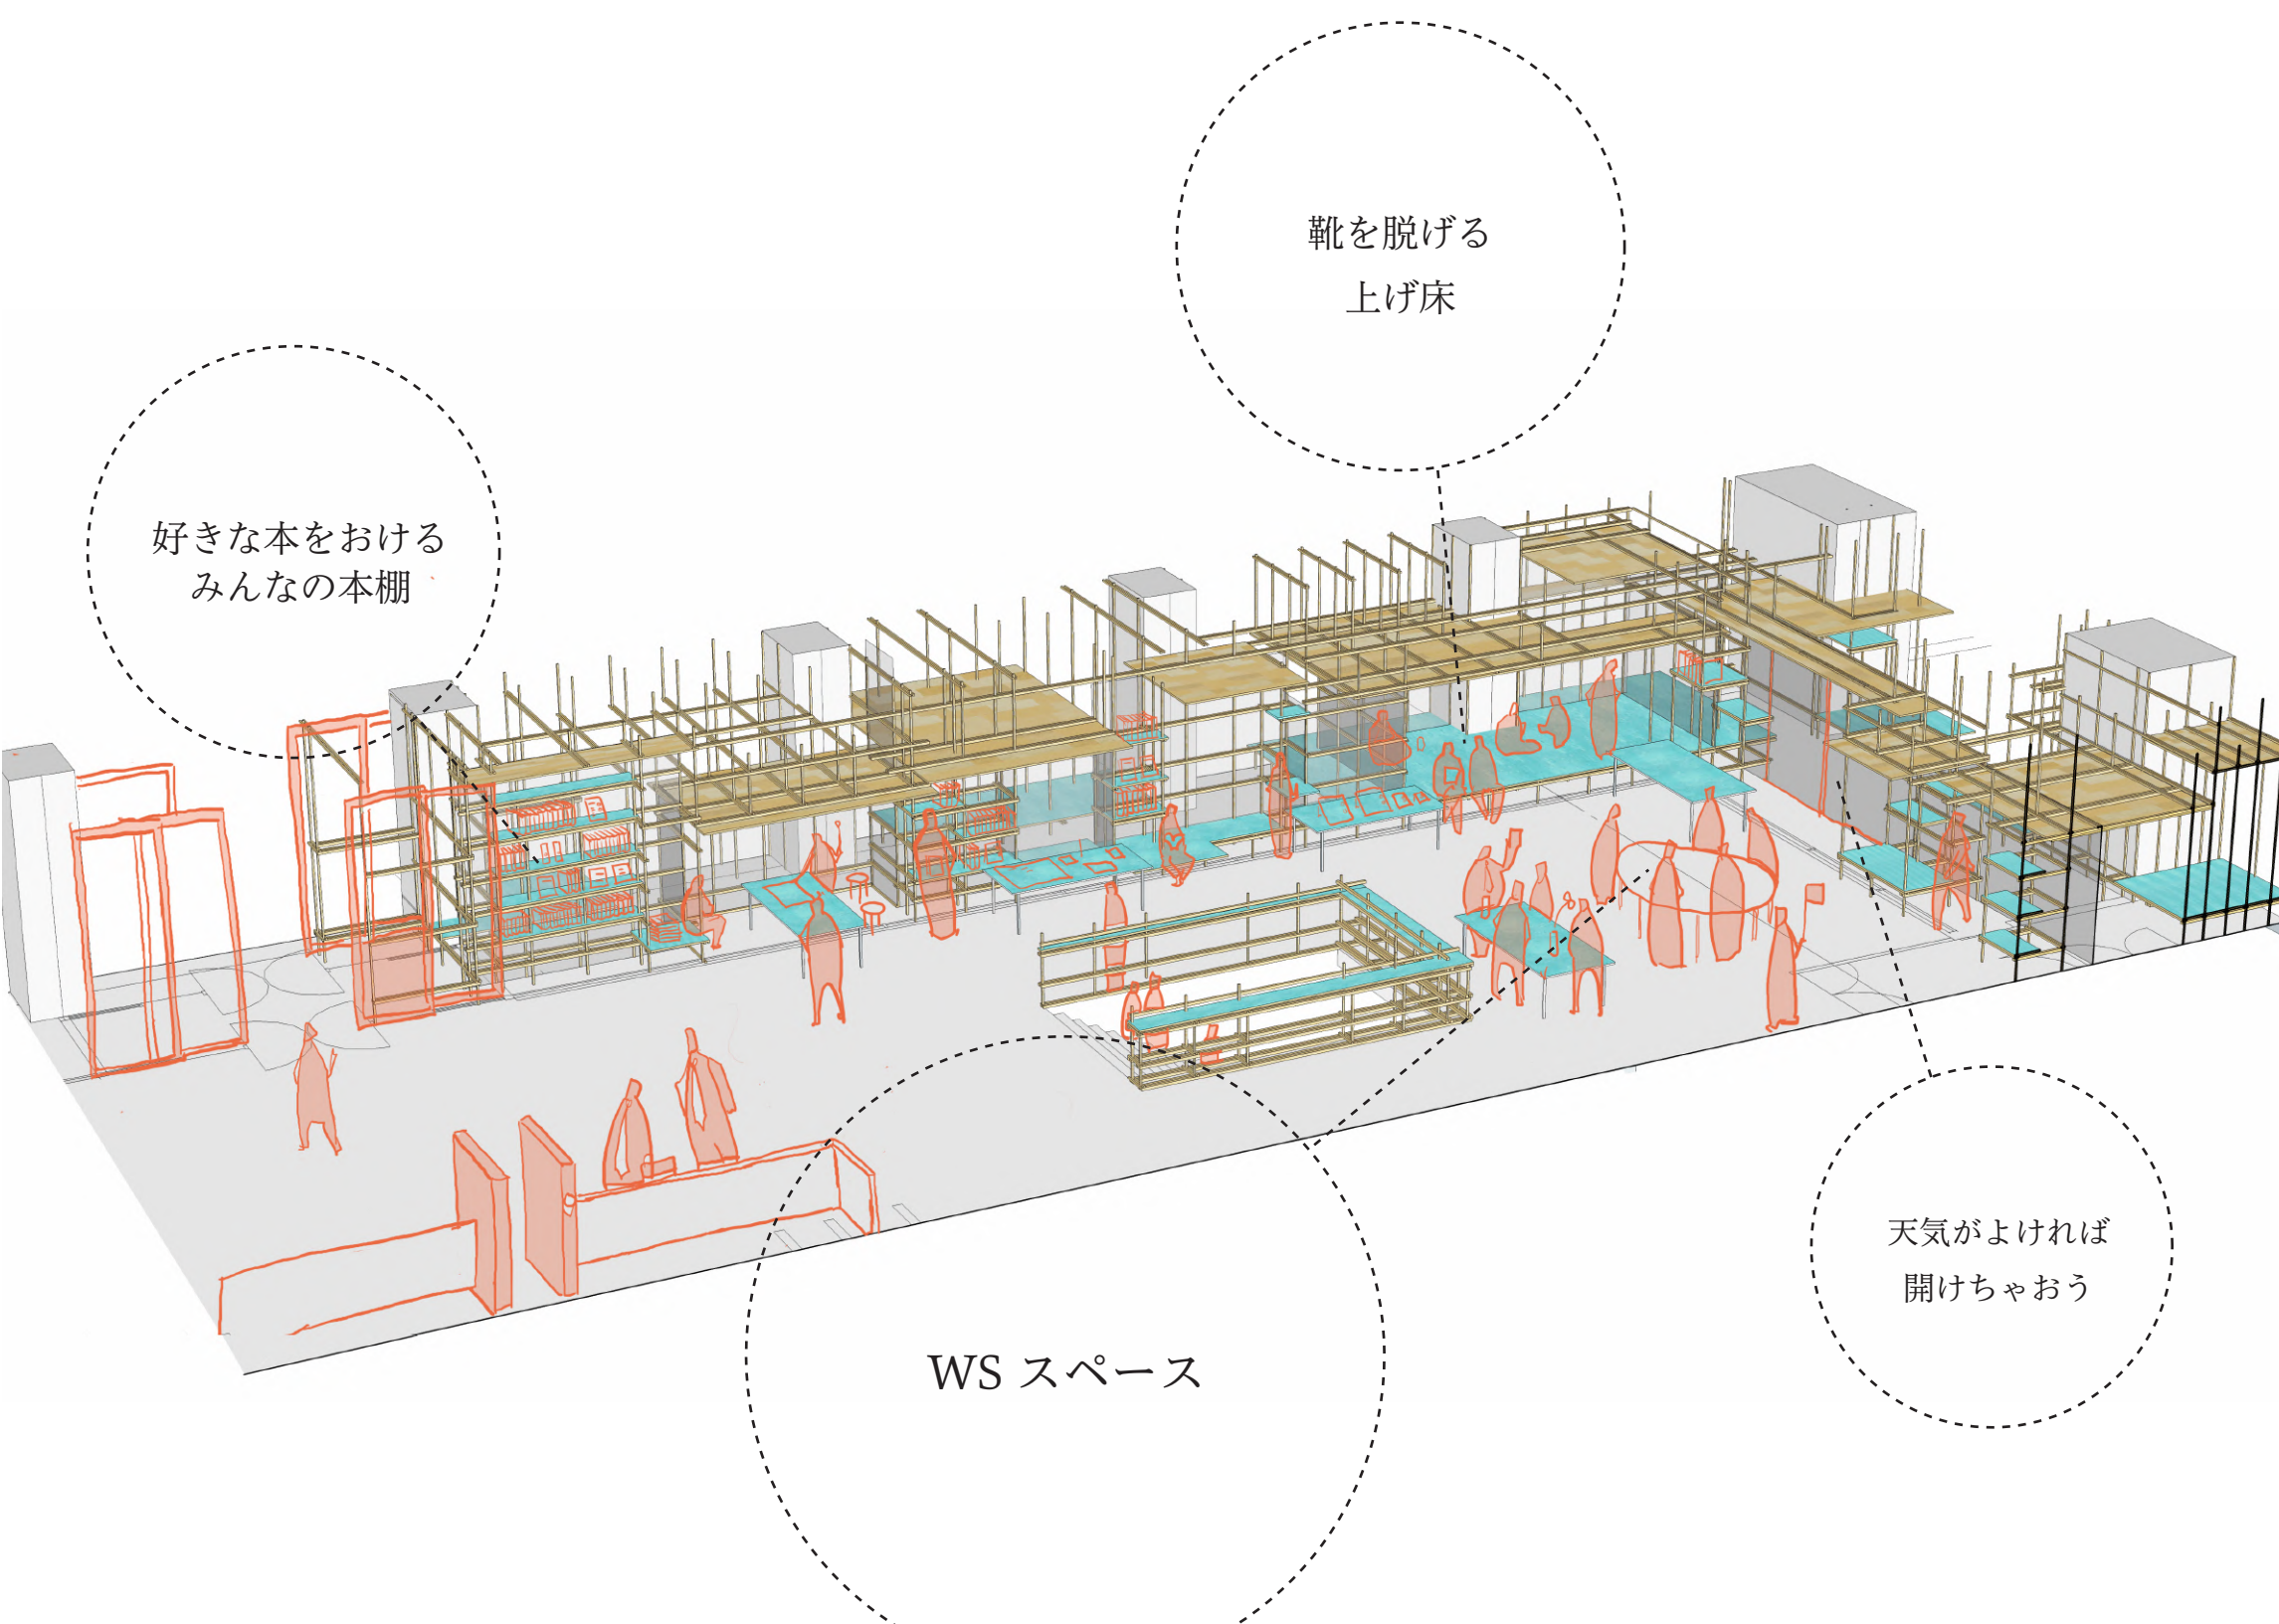 靴を脱げる
上げ床
好きな本をおける
みんなの本棚
天気がよければ
開けちゃおう
WS スペース